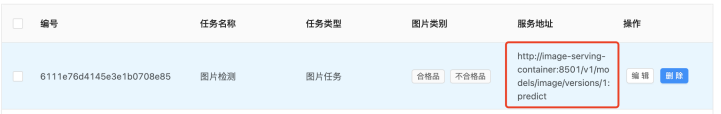 编号 任务名称 任务类型 图片类别 服务地址 操作
6111e76d4145e3e1b0708e85 图片检测 图片任务 合格品 不合格品 http://image-serving-
container:8501/v1/mo
dels/image/versions/1:
predict
编 辑 删 除